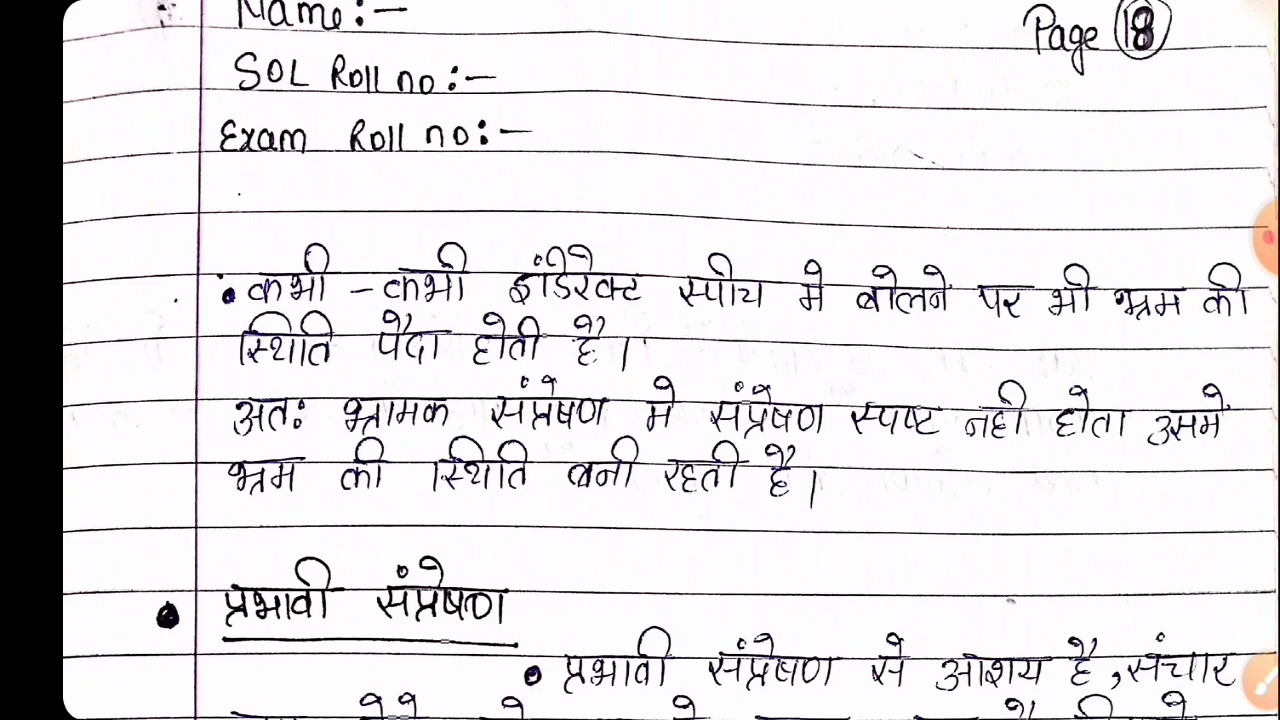 Name:-
Page 18
SOL Roll no:-
Exam Roll no:-
• कभी - कभी इंडिरेक्ट स्पीच मे बोलने पर भी भ्रम की
स्थिति पैदा होती है।
अतः भ्रामक संप्रेषण मे संप्रेषण स्पष्ट नही होता उसमे
भ्रम की स्थिति बनी रहती है।
• प्रभावी संप्रेषण
• प्रभावी संप्रेषण से आशय है, संचार